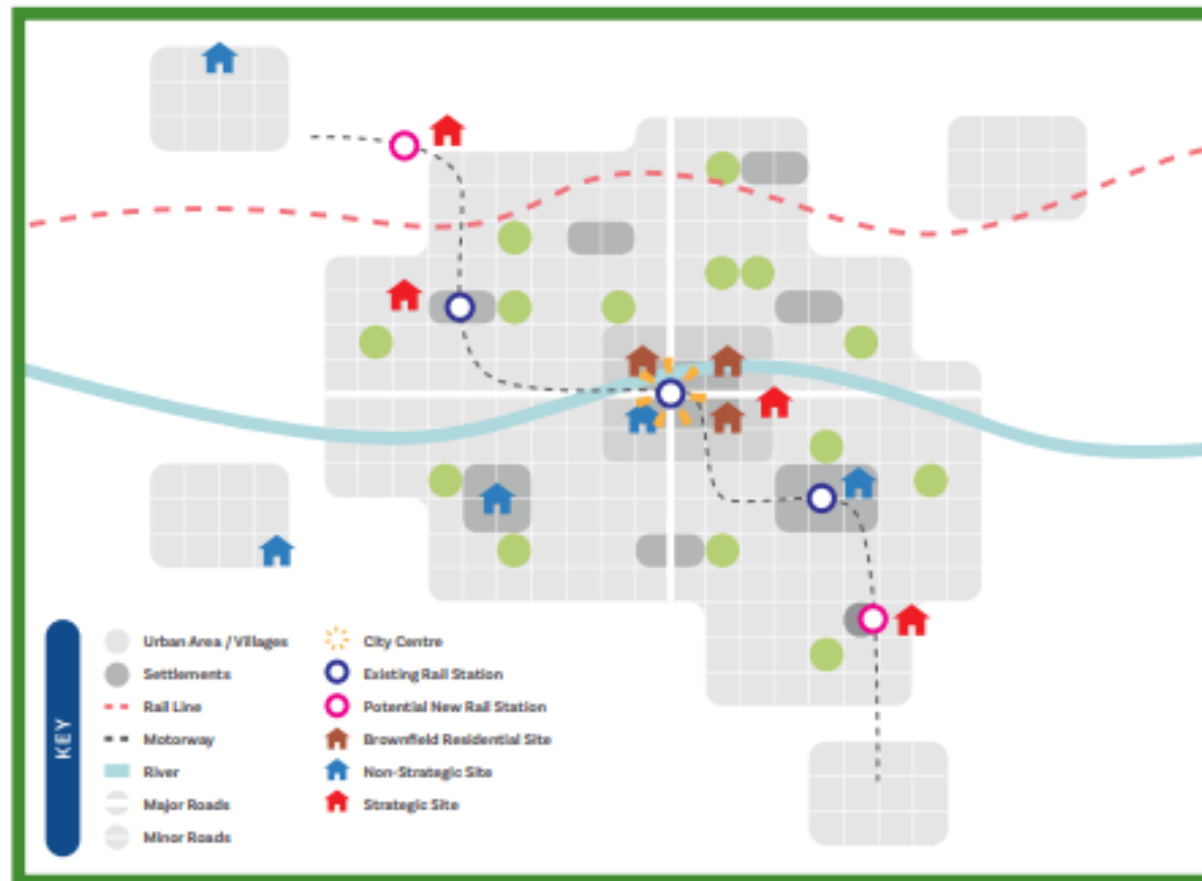 KEY
Urban Area / Villages
Settlements
Rail Line
Motorway
River
Major Roads
Minor Roads
City Centre
Existing Rail Station
Potential New Rail Station
Brownfield Residential Site
Non-Strategic Site
Strategic Site